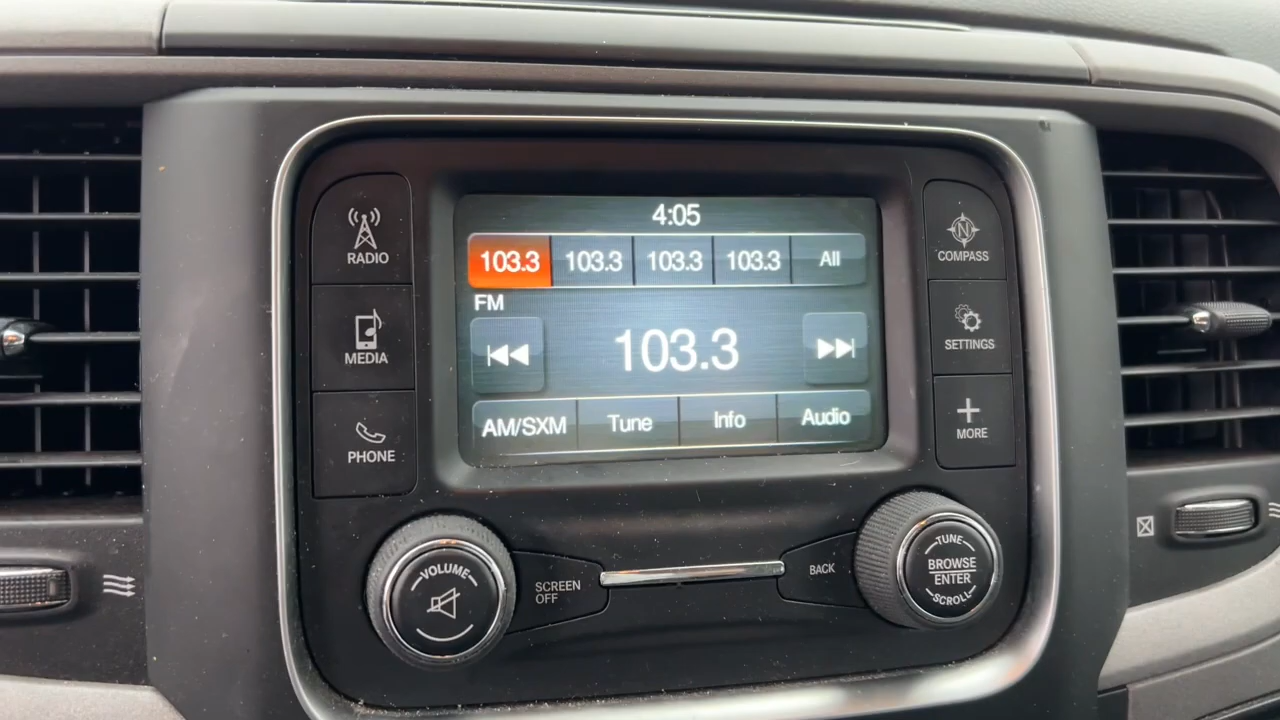 4:05
103.3 103.3 103.3 103.3 All
FM
103.3
AM/SXM Tune Info Audio
RADIO
MEDIA
PHONE
N
COMPASS
SETTINGS
MORE
VOLUME
SCREEN
OFF
BACK
TUNE
BROWSE
ENTER
SCROLL